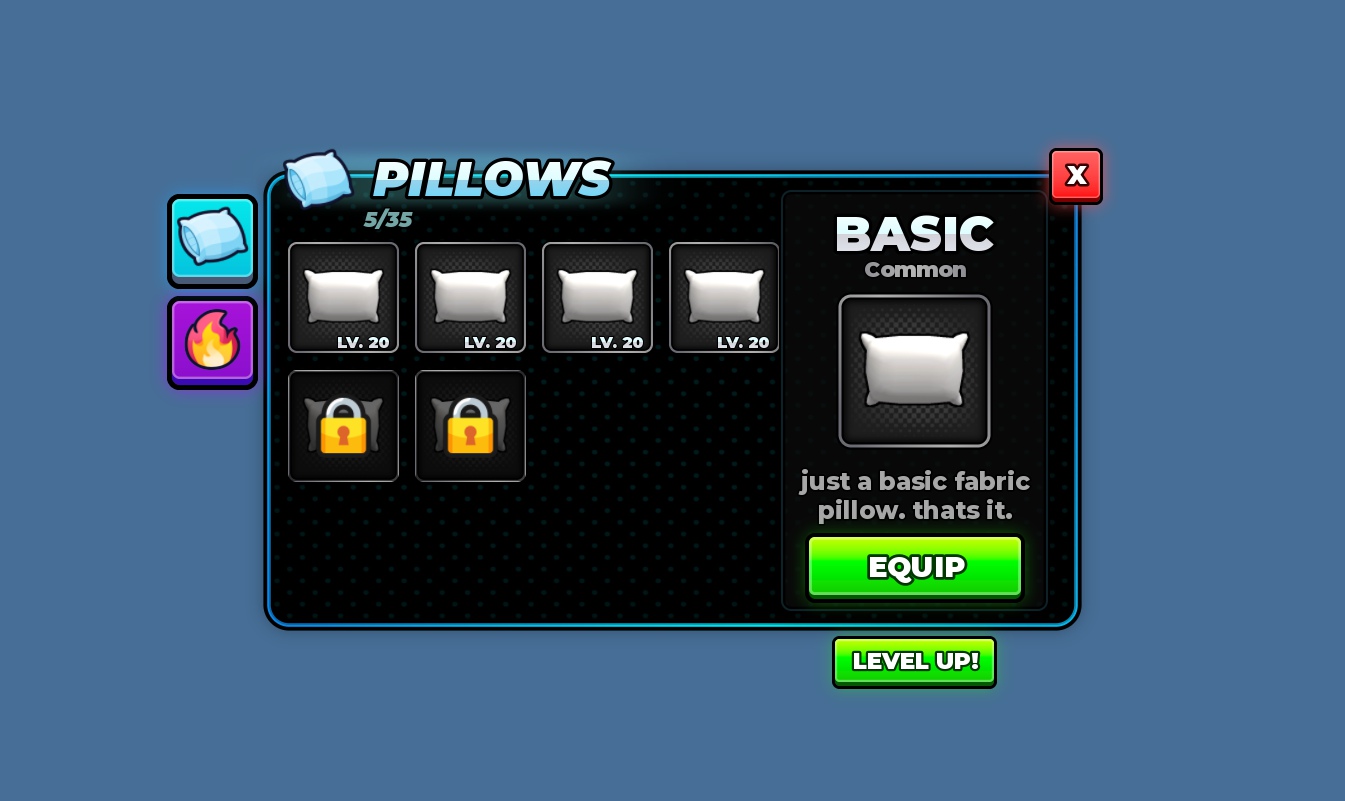 PILLOWS
X
5/35
BASIC
Common
LV. 20
LV. 20
LV. 20
LV. 20
just a basic fabric
pillow. thats it.
EQUIP
LEVEL UP!